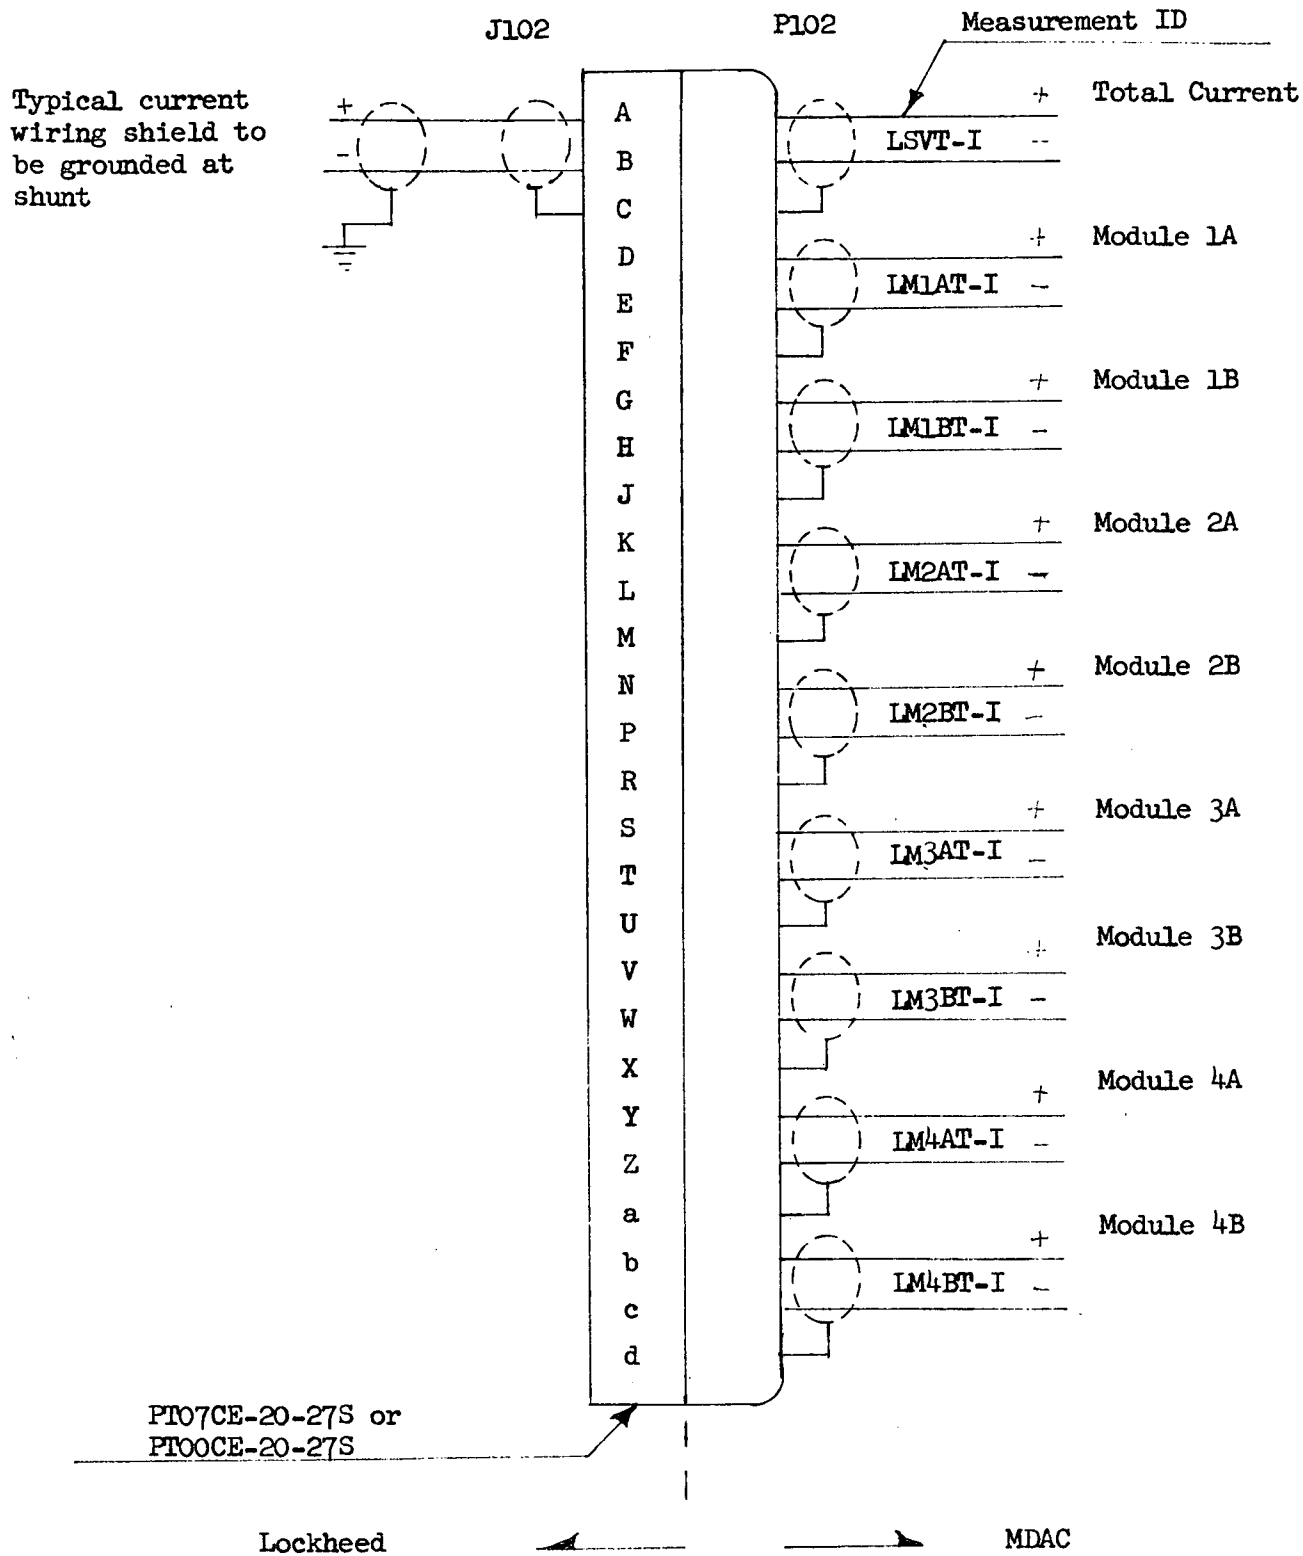 J102
P102
Measurement ID
Typical current
wiring shield to
be grounded at
shunt
+
-
A
B
C
D
E
F
G
H
J
K
L
M
N
P
R
S
T
U
V
W
X
Y
Z
a
b
c
d
+ Total Current
LSVT-I --
+ Module 1A
LM1AT-I -
+ Module 1B
LM1BT-I -
+ Module 2A
LM2AT-I -
+ Module 2B
LM2BT-I -
+ Module 3A
LM3AT-I -
+ Module 3B
LM3BT-I -
+ Module 4A
LM4AT-I -
+ Module 4B
LM4BT-I -
PT07CE-20-27S or
PT00CE-20-27S
Lockheed
MDAC